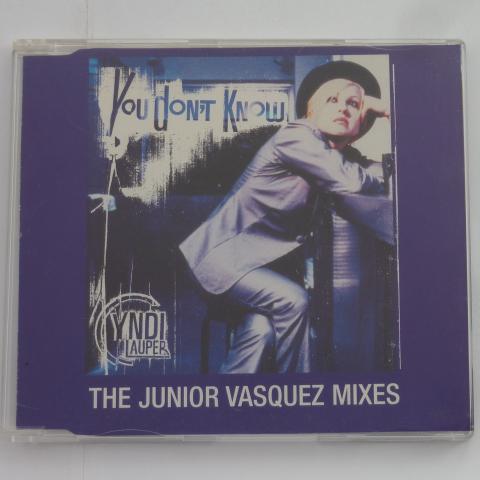 You don't Know
CYNDI
LAUPER
THE JUNIOR VASQUEZ MIXES